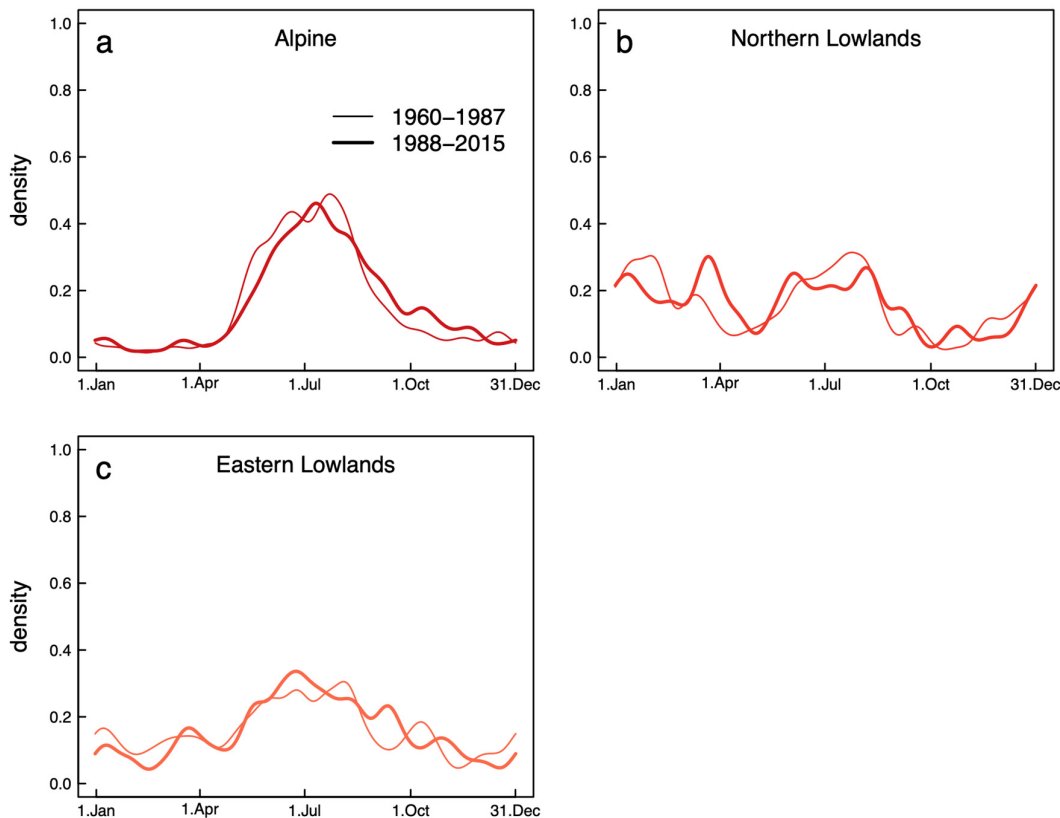 a
Alpine
1960–1987
1988–2015
density
1.0
0.8
0.6
0.4
0.2
0.0
1.Jan
1.Apr
1.Jul
1.Oct
31.Dec
b
Northern Lowlands
1.0
0.8
0.6
0.4
0.2
0.0
1.Jan
1.Apr
1.Jul
1.Oct
31.Dec
c
Eastern Lowlands
density
1.0
0.8
0.6
0.4
0.2
0.0
1.Jan
1.Apr
1.Jul
1.Oct
31.Dec